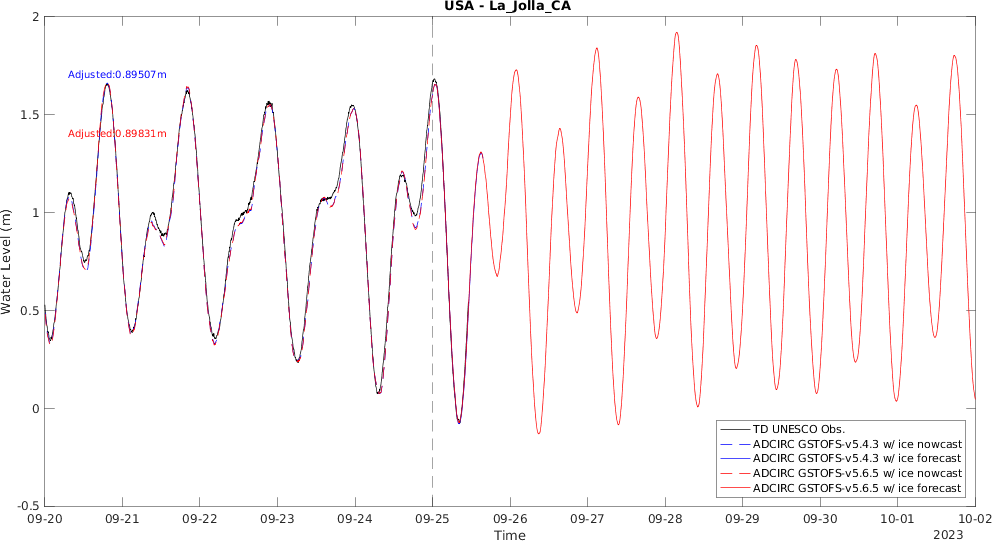 USA - La_Jolla_CA
Adjusted:0.89507m
Adjusted:0.89831m
Water Level (m)
2
1.5
1
0.5
0
-0.5
TD UNESCO Obs.
ADCIRC GSTOFS-v5.4.3 w/ ice nowcast
ADCIRC GSTOFS-v5.4.3 w/ ice forecast
ADCIRC GSTOFS-v5.6.5 w/ ice nowcast
ADCIRC GSTOFS-v5.6.5 w/ ice forecast
09-20 09-21 09-22 09-23 09-24 09-25 09-26 09-27 09-28 09-29 09-30 10-01 10-02
Time
2023